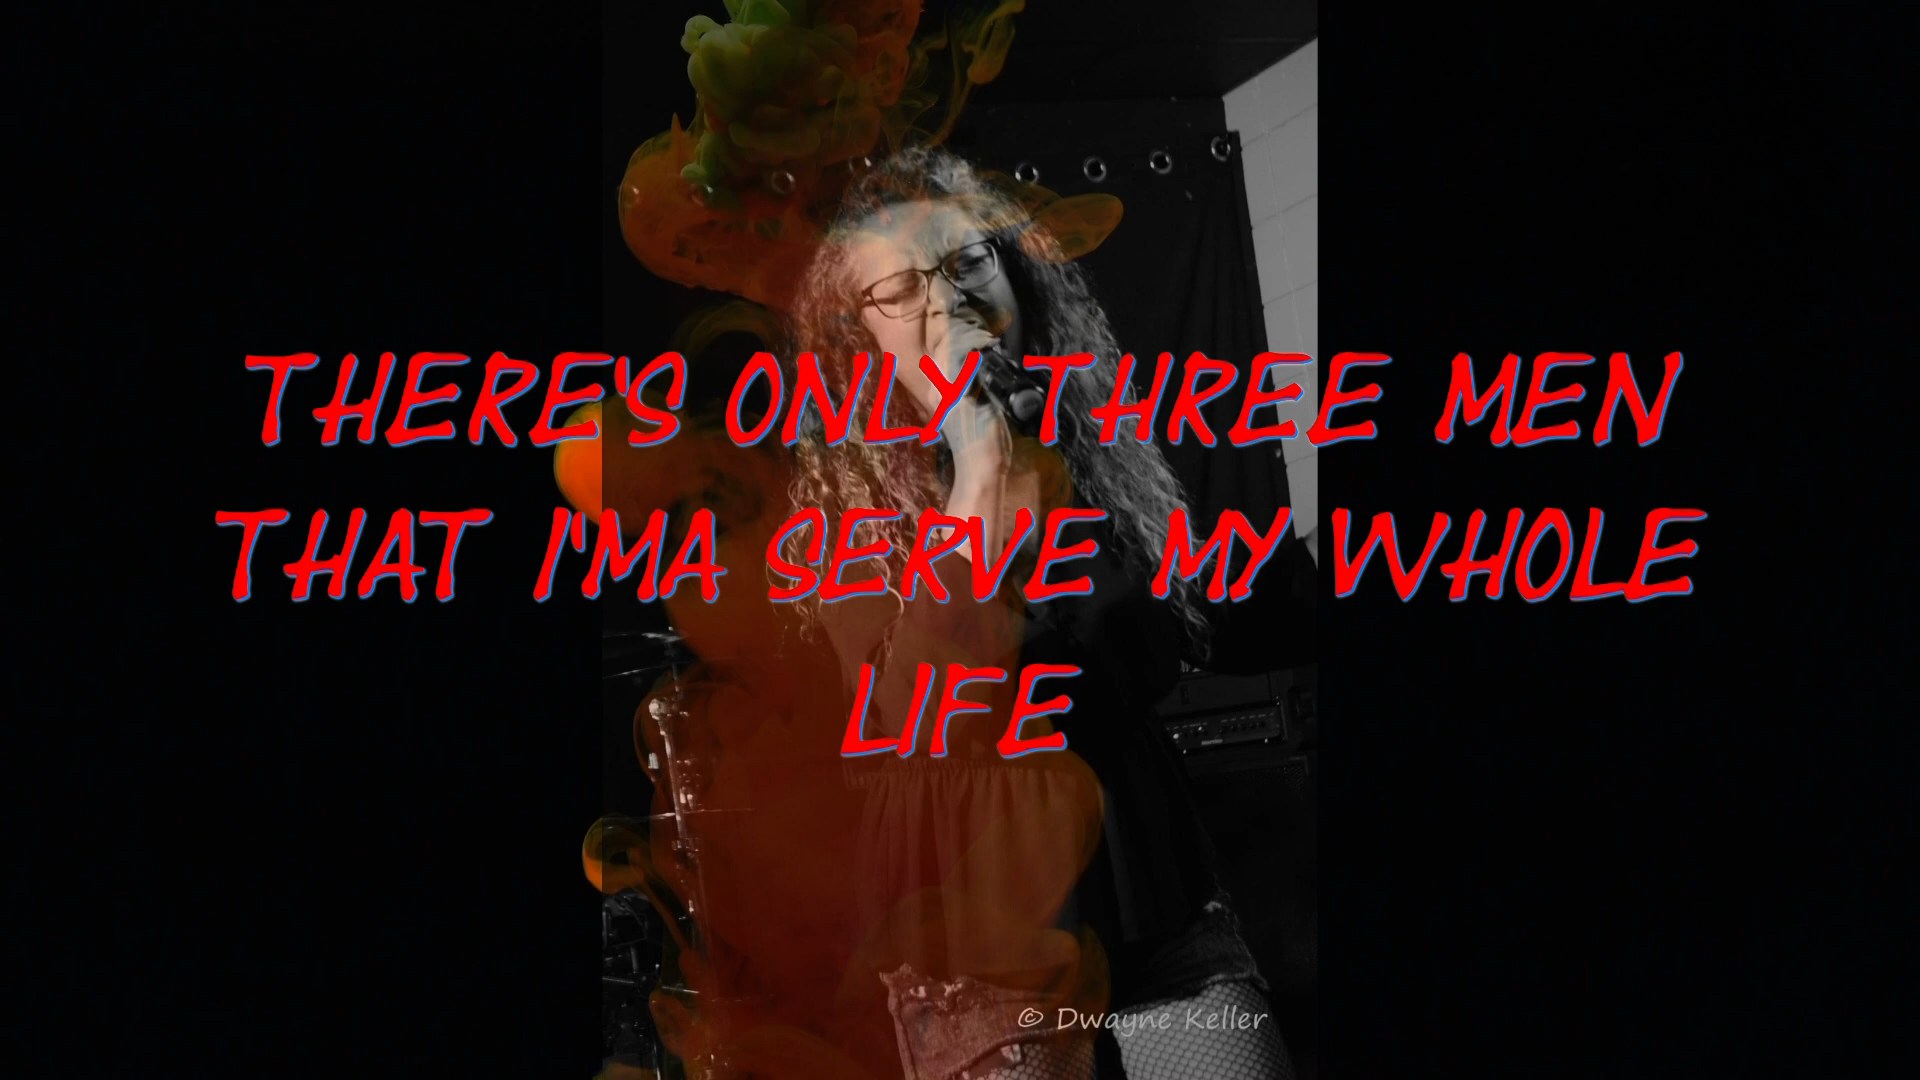 THERE'S ONLY THREE MEN
THAT I'MA SERVE MY WHOLE
LIFE
© Dwayne Keller